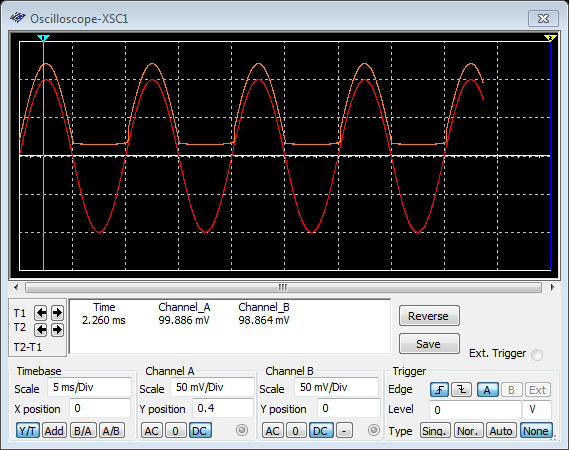 Oscilloscope-XSC1
1
2
T1
T2
T2-T1
Time Channel_A Channel_B
2.260 ms 99.886 mV 98.864 mV
Reverse
Save
Ext. Trigger
Timebase
Scale 5 ms/Div
X position 0
Y/T Add B/A A/B
Channel A
Scale 50 mV/Div
Y position 0.4
AC 0 DC
Channel B
Scale 50 mV/Div
Y position 0
AC 0 DC -
Trigger
Edge A B Ext
Level 0 V
Type Sing. Nor. Auto None